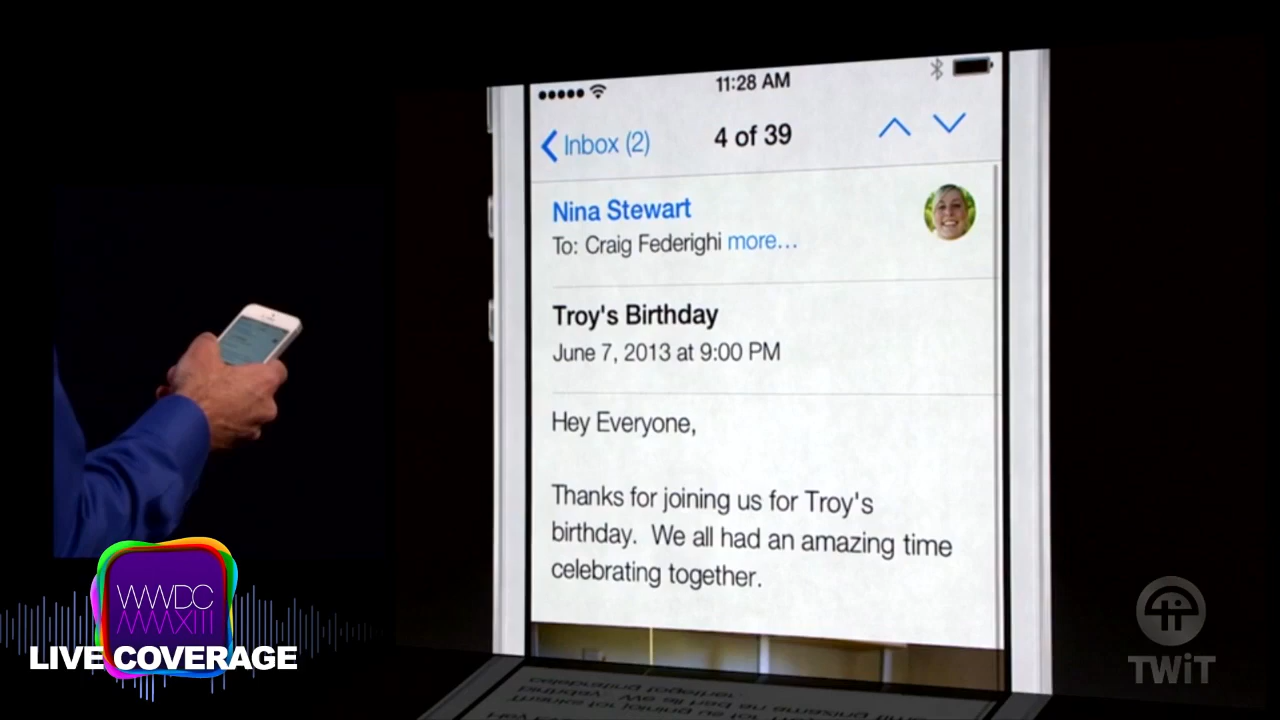 11:28 AM
Inbox (2)
4 of 39
Nina Stewart
To: Craig Federighi more...
Troy's Birthday
June 7, 2013 at 9:00 PM
Hey Everyone,
Thanks for joining us for Troy's
birthday. We all had an amazing time
celebrating together.
WWDC
MMXIII
LIVE COVERAGE
TWiT